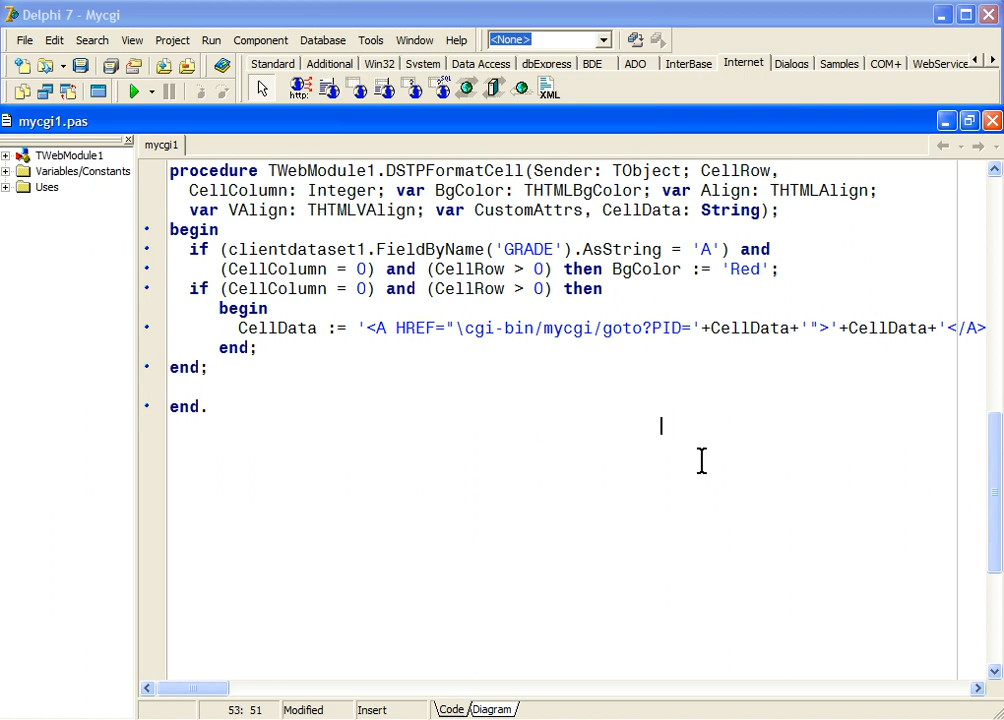 Delphi 7 - Mycgi
File Edit Search View Project Run Component Database Tools Window Help <None>
Standard Additional Win32 System Data Access dbExpress BDE ADO InterBase Internet Dialogs Samples COM+ WebService
http: SQL XML
mycgi1.pas
mycgi1
TWebModule1
Variables/Constants
Uses
procedure TWebModule1.DSTPFormatCell(Sender: TObject; CellRow,
CellColumn: Integer; var BgColor: THTMLBgColor; var Align: THTMLAlign;
var VAlign: THTMLVAlign; var CustomAttrs, CellData: String);
begin
if (clientdataset1.FieldByName('GRADE').AsString = 'A') and
(CellColumn = 0) and (CellRow > 0) then BgColor := 'Red';
if (CellColumn = 0) and (CellRow > 0) then
begin
CellData := '<A HREF="\cgi-bin/mycgi/goto?PID='+CellData+'">'+CellData+'</A>
end;
end;
end.
53: 51 Modified Insert Code Diagram